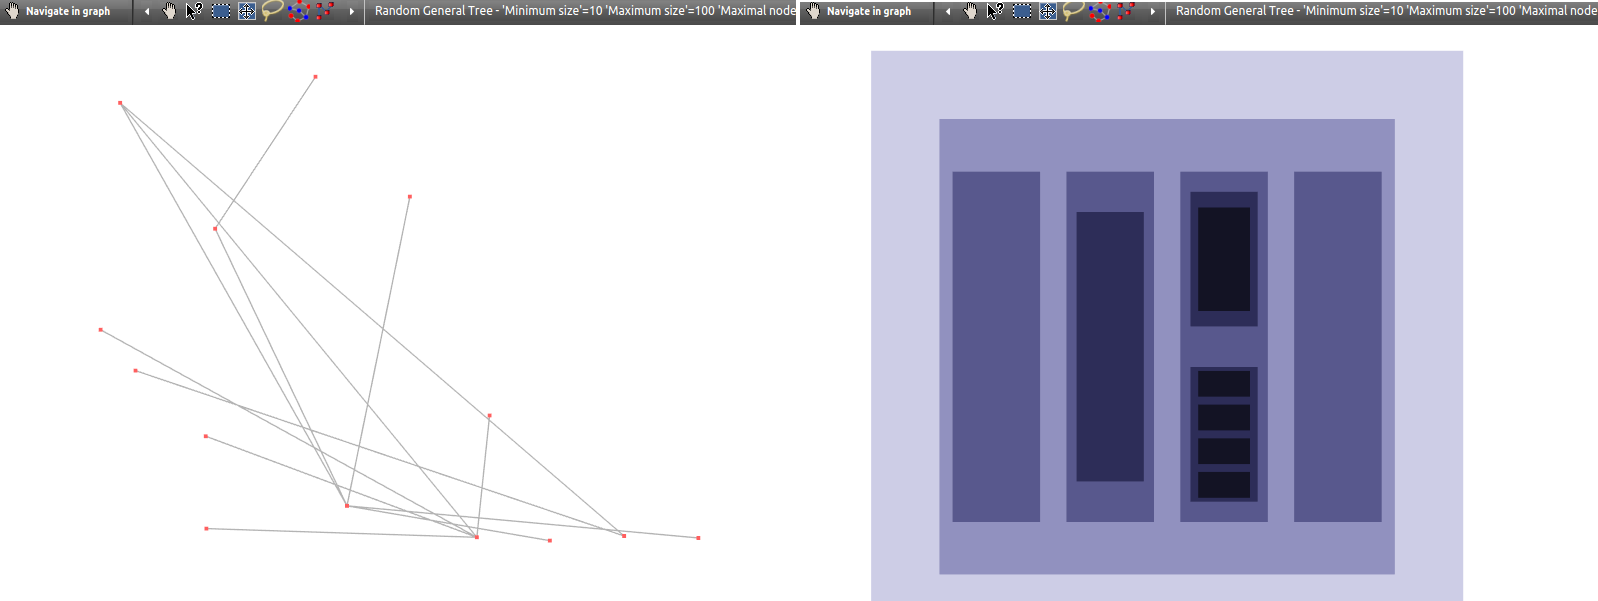 Navigate in graph
Random General Tree - 'Minimum size'=10 'Maximum size'=100 'Maximal node
Navigate in graph
Random General Tree - 'Minimum size'=10 'Maximum size'=100 'Maximal node